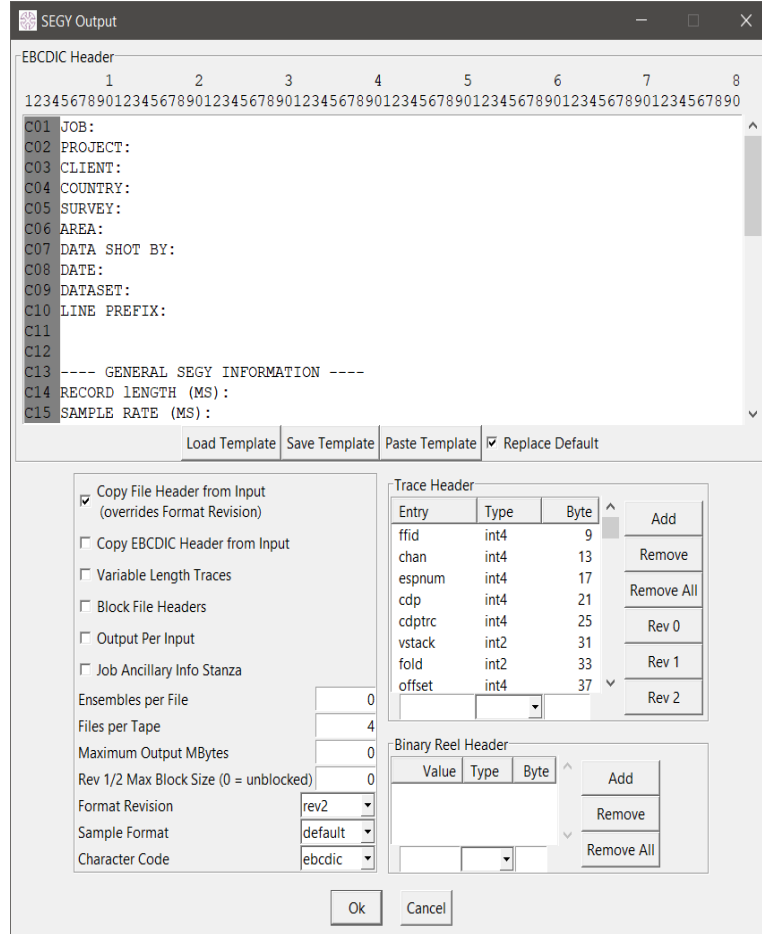 SEGY Output
EBCDIC Header
1 2 3 4 5 6 7 8
12345678901234567890123456789012345678901234567890123456789012345678901234567890
C01 JOB:
C02 PROJECT:
C03 CLIENT:
C04 COUNTRY:
C05 SURVEY:
C06 AREA:
C07 DATA SHOT BY:
C08 DATE:
C09 DATASET:
C10 LINE PREFIX:
C11
C12
C13 ---- GENERAL SEGY INFORMATION ----
C14 RECORD lENGTH (MS):
C15 SAMPLE RATE (MS):
Load Template Save Template Paste Template Replace Default
Copy File Header from Input
(overrides Format Revision)
Copy EBCDIC Header from Input
Variable Length Traces
Block File Headers
Output Per Input
Job Ancillary Info Stanza
Ensembles per File 0
Files per Tape 4
Maximum Output MBytes 0
Rev 1/2 Max Block Size (0 = unblocked) 0
Format Revision rev2
Sample Format default
Character Code ebcdic
Trace Header
Entry Type Byte
ffid int4 9
chan int4 13
espnum int4 17
cdp int4 21
cdptrc int4 25
vstack int2 31
fold int2 33
offset int4 37
Add
Remove
Remove All
Rev 0
Rev 1
Rev 2
Binary Reel Header
Value Type Byte
Add
Remove
Remove All
Ok Cancel